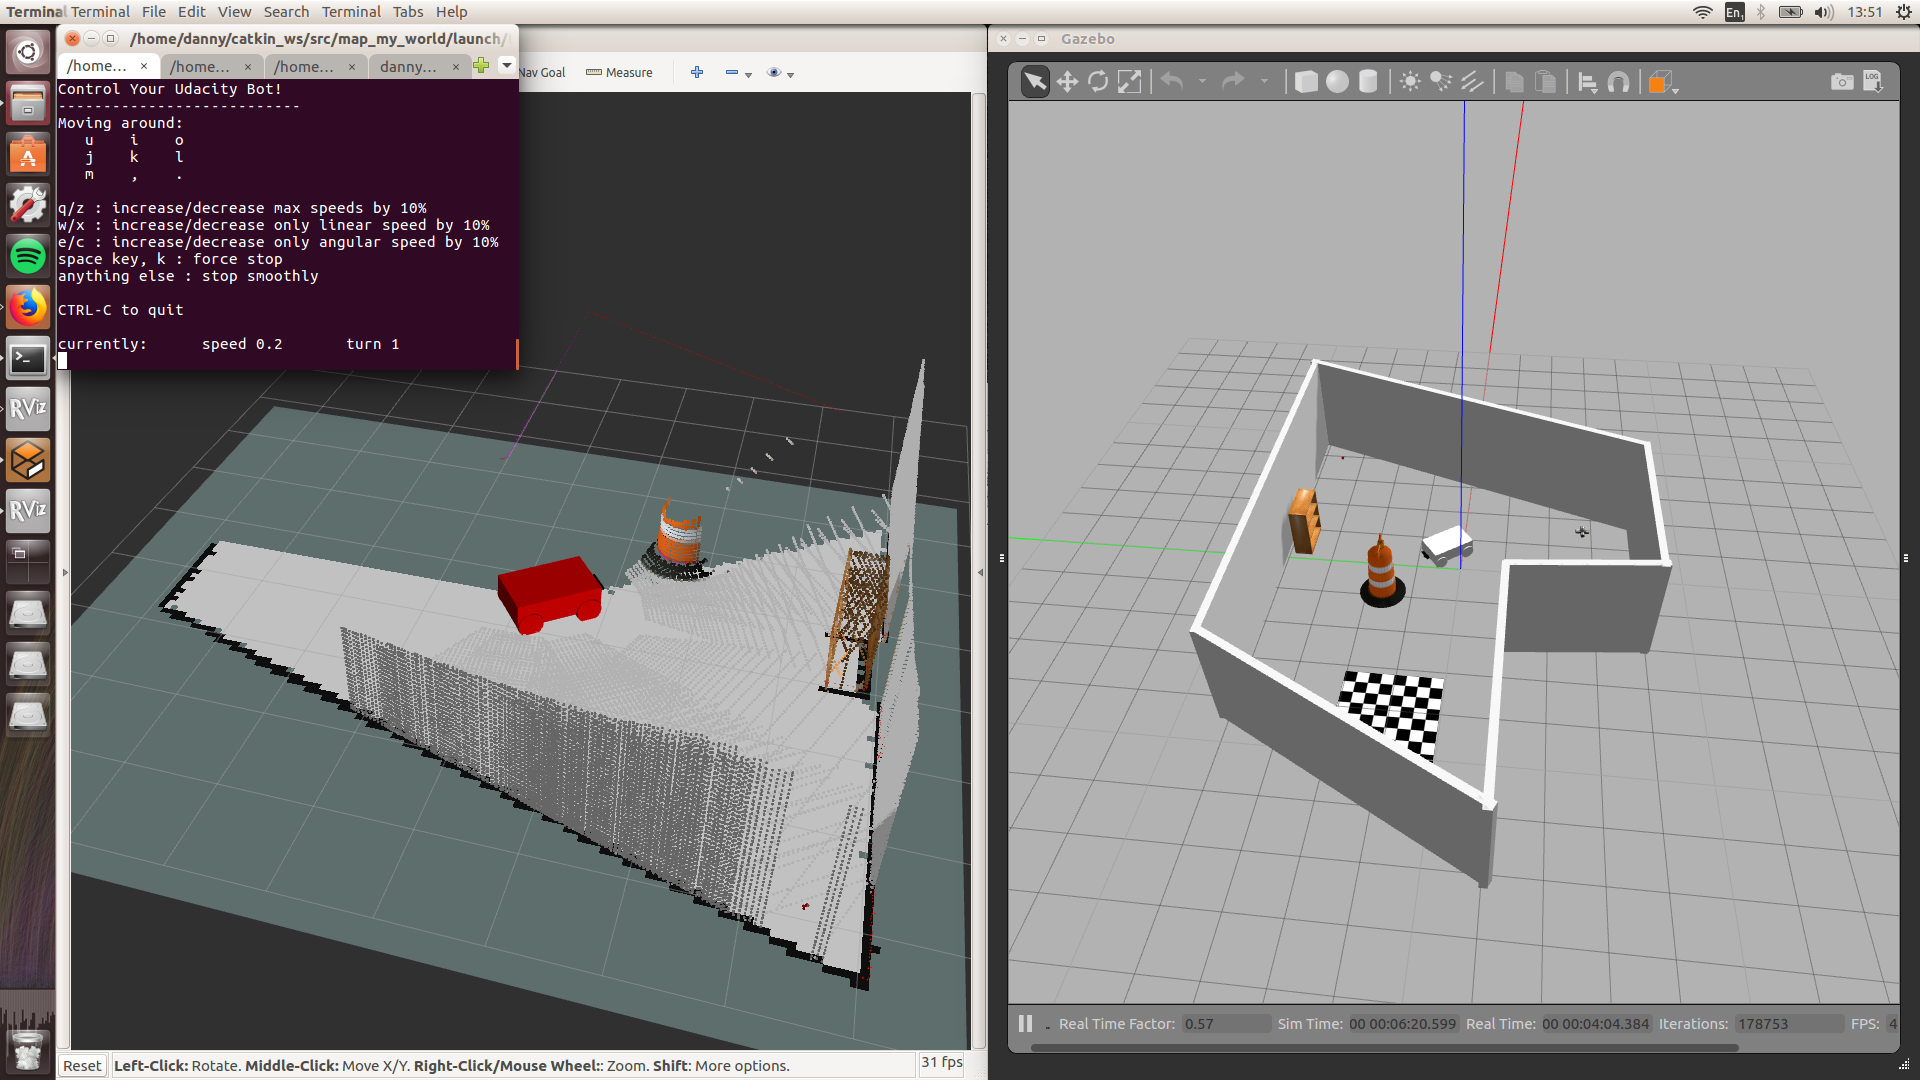 Terminal Terminal File Edit View Search Terminal Tabs Help
En1
13:51
/home/danny/catkin_ws/src/map_my_world/launch/
/home... × /home... × /home... × danny... ×
Control Your Udacity Bot!
---------------------------
Moving around:
u i o
j k l
m , .
q/z : increase/decrease max speeds by 10%
w/x : increase/decrease only linear speed by 10%
e/c : increase/decrease only angular speed by 10%
space key, k : force stop
anything else : stop smoothly
CTRL-C to quit
currently: speed 0.2 turn 1
Nav Goal Measure
RViz
RViz
Reset Left-Click: Rotate. Middle-Click: Move X/Y. Right-Click/Mouse Wheel:: Zoom. Shift: More options. 31 fps
Gazebo
LOG
Real Time Factor: 0.57 Sim Time: 00 00:06:20.599 Real Time: 00 00:04:04.384 Iterations: 178753 FPS: 4